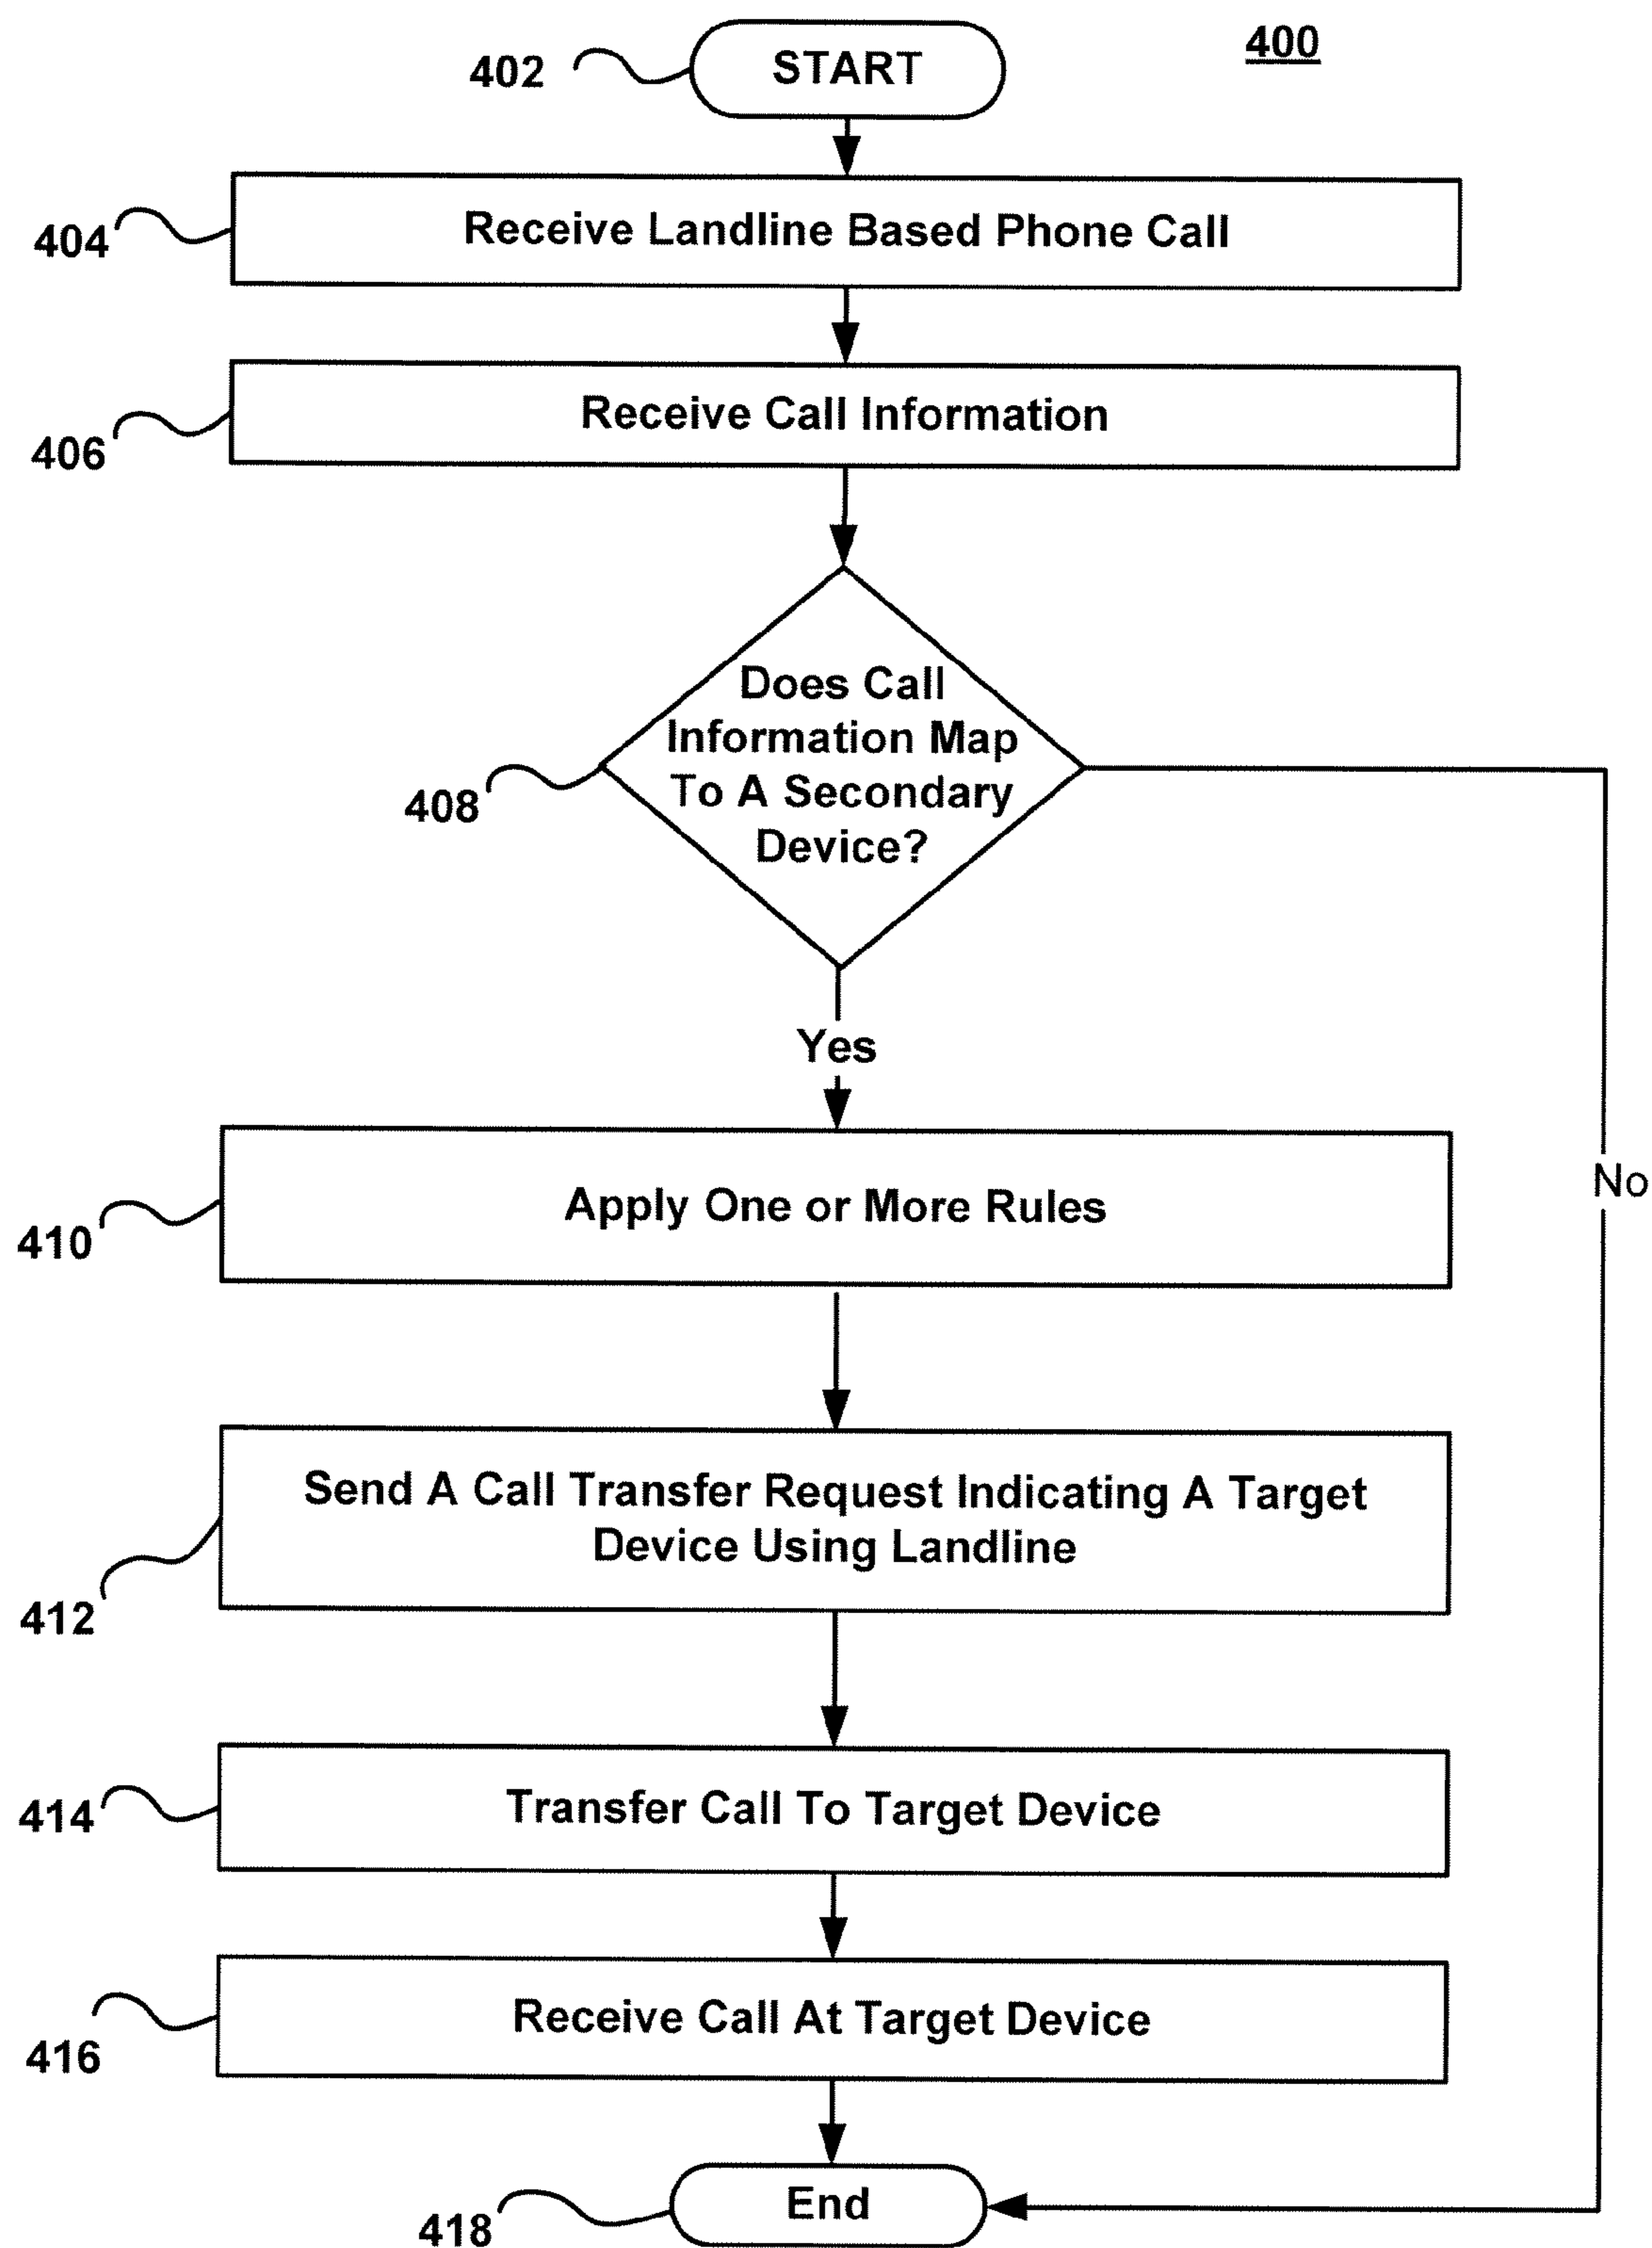 400
402
START
404
Receive Landline Based Phone Call
406
Receive Call Information
408
Does Call
Information Map
To A Secondary
Device?
Yes
No
410
Apply One or More Rules
412
Send A Call Transfer Request Indicating A Target
Device Using Landline
414
Transfer Call To Target Device
416
Receive Call At Target Device
418
End